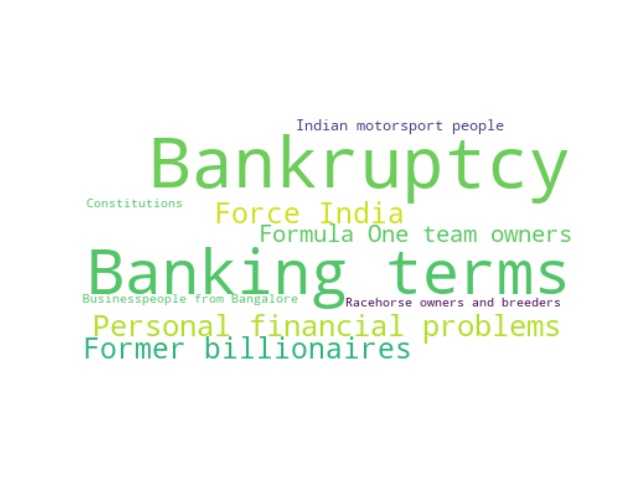 Indian motorsport people
Bankruptcy
Constitutions
Force India
Formula One team owners
Banking terms
Businesspeople from Bangalore
Racehorse owners and breeders
Personal financial problems
Former billionaires